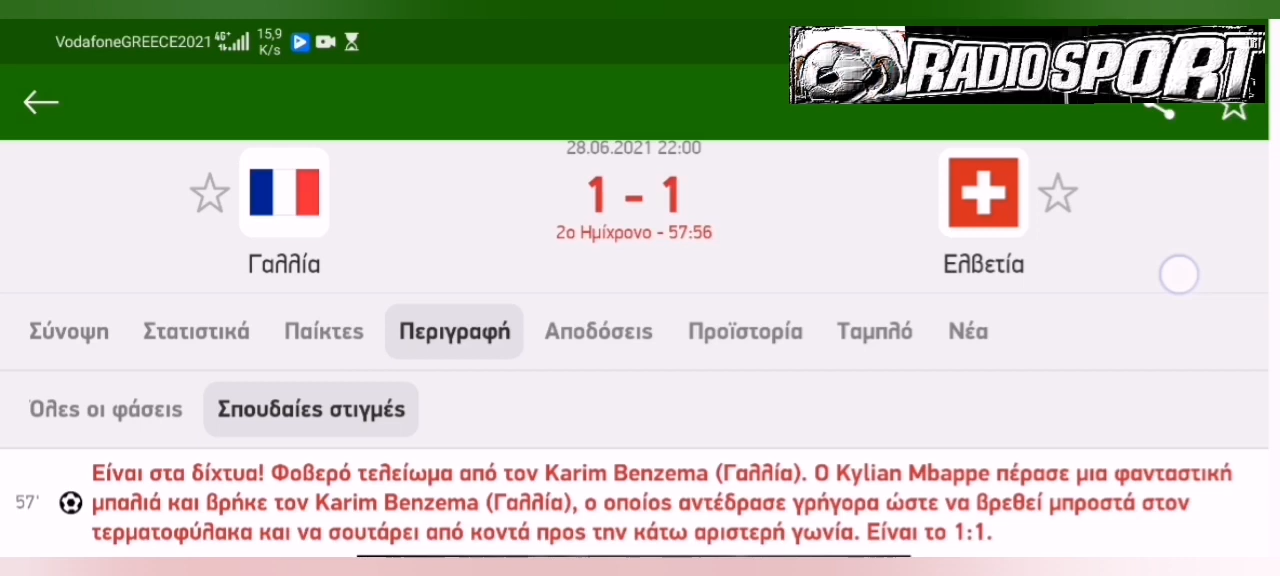 VodafoneGREECE2021 4G+ 15,9 K/s
RADIO SPORT
28.06.2021 22:00
1 - 1
2ο Ημίχρονο - 57:56
Γαλλία
Ελβετία
Σύνοψη Στατιστικά Παίκτες Περιγραφή Αποδόσεις Προϊστορία Ταμπλό Νέα
Όλες οι φάσεις Σπουδαίες στιγμές
Είναι στα δίχτυα! Φοβερό τελείωμα από τον Karim Benzema (Γαλλία). Ο Kylian Mbappe πέρασε μια φανταστική
57' μπαλιά και βρήκε τον Karim Benzema (Γαλλία), ο οποίος αντέδρασε γρήγορα ώστε να βρεθεί μπροστά στον
τερματοφύλακα και να σουτάρει από κοντά προς την κάτω αριστερή γωνία. Είναι το 1:1.